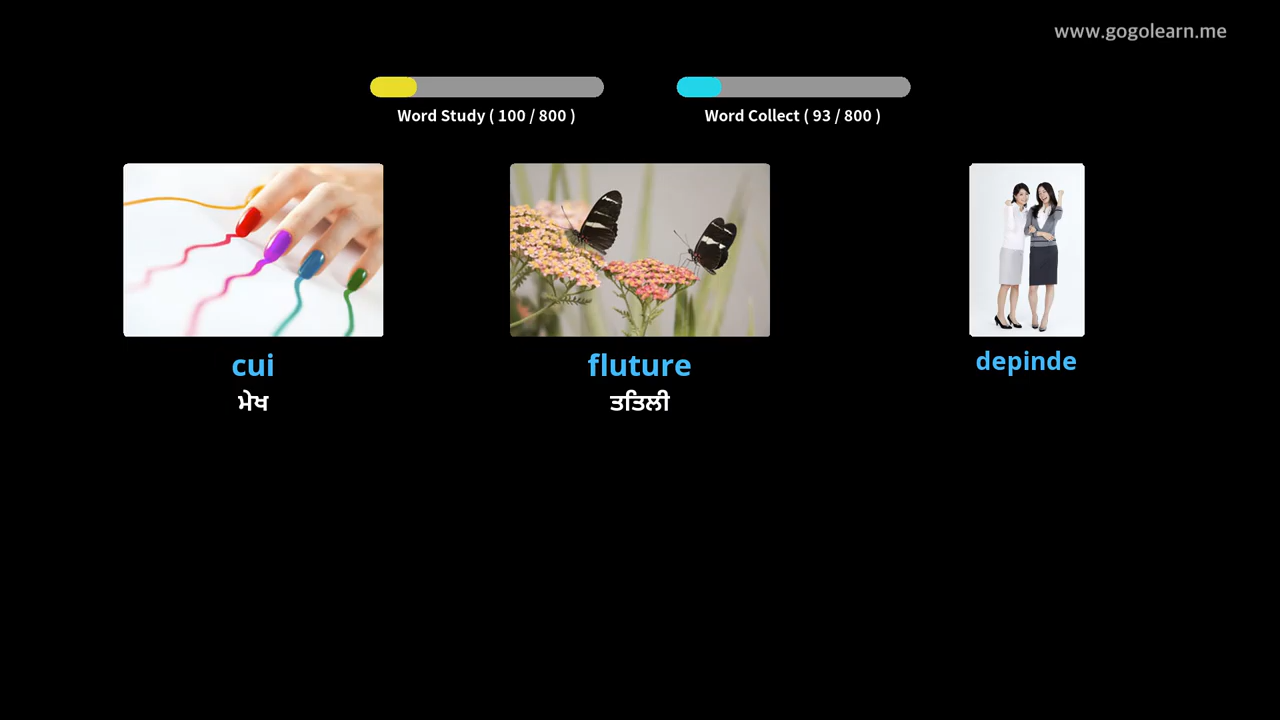 www.gogolearn.me
Word Study ( 100 / 800 )
Word Collect ( 93 / 800 )
cui
ਮੇਖ
fluture
ਤਤਿਲੀ
depinde